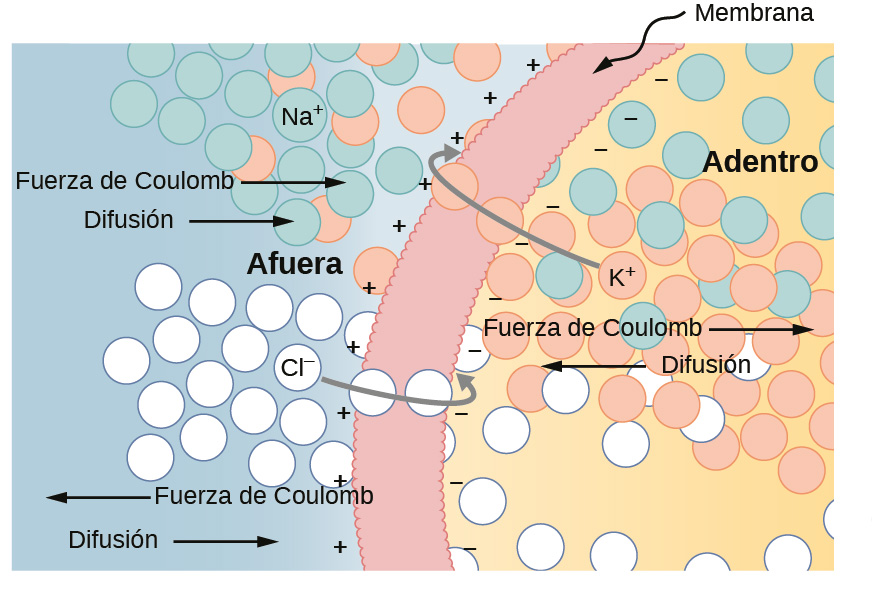 Membrana
Na+
Adentro
Fuerza de Coulomb
Difusión
Afuera
K+
Fuerza de Coulomb
Cl–
Difusión
Fuerza de Coulomb
Difusión